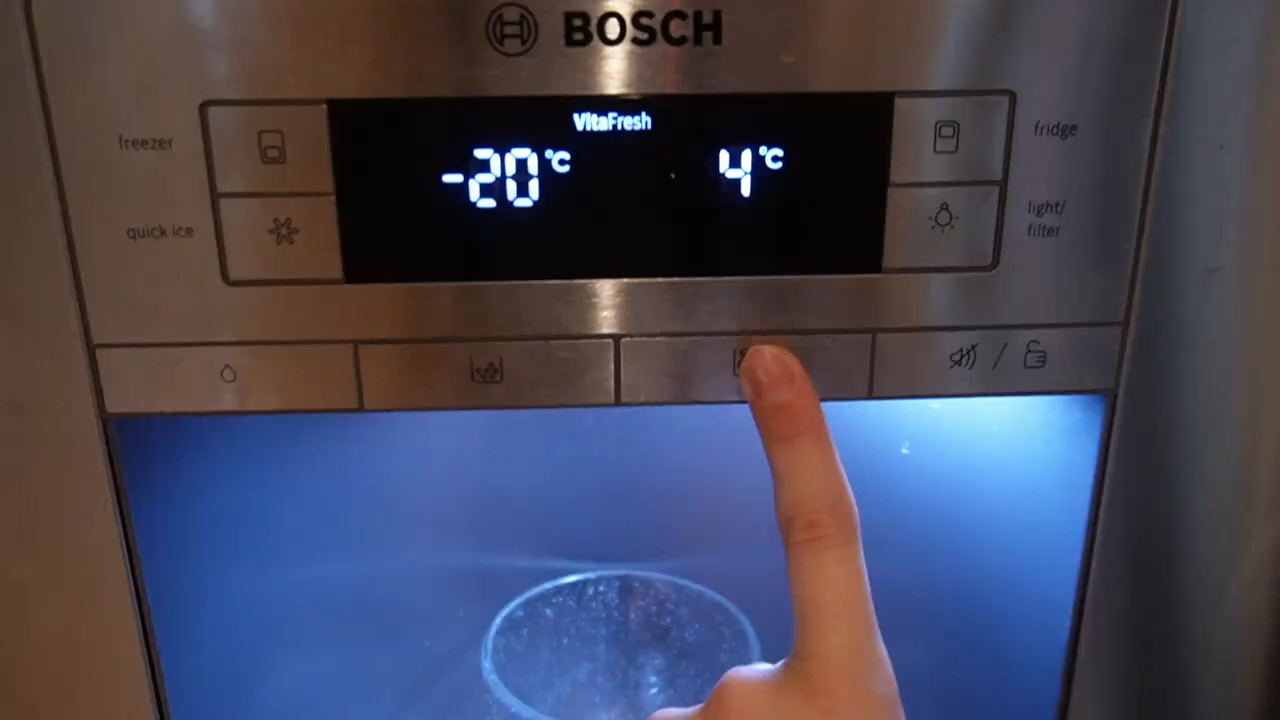 BOSCH
VitaFresh
freezer
-20 °C
4 °C
fridge
quick ice
light/
filter
/